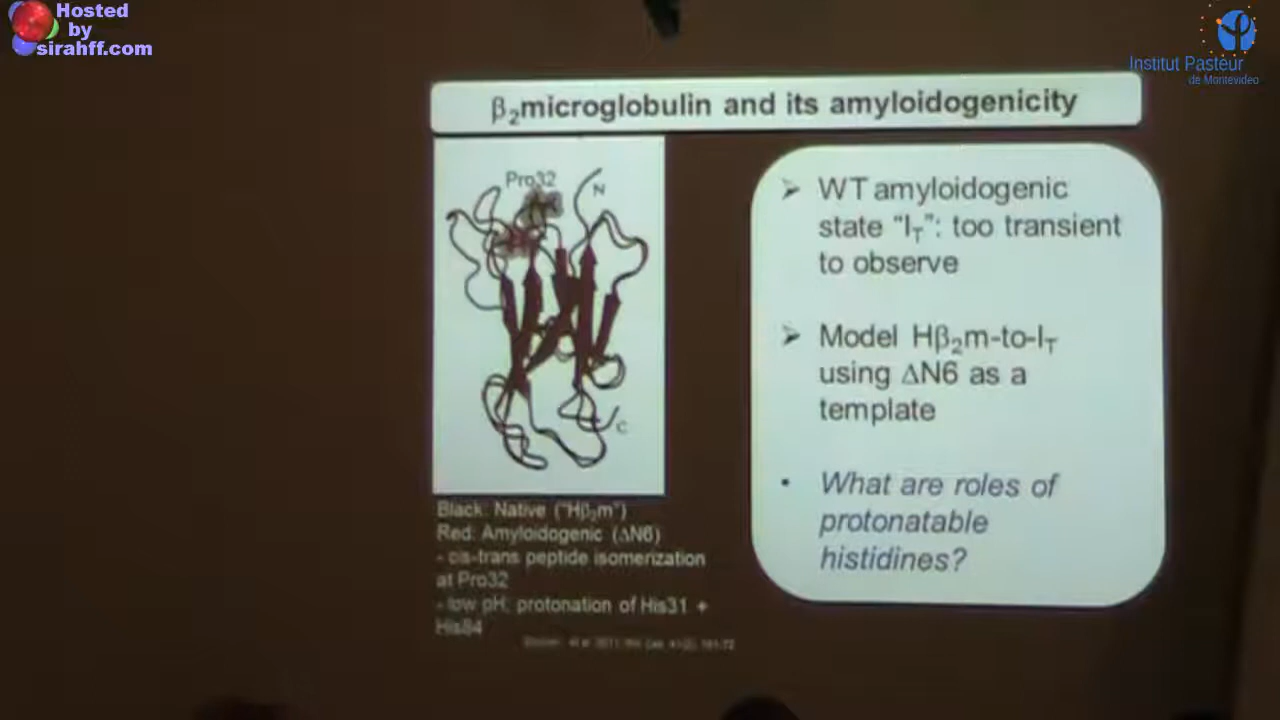 Hosted
by
sirahff.com
Institut Pasteur
de Montevideo
β₂microglobulin and its amyloidogenicity
Pro32
N
C
Black: Native ("Hβ₂m")
Red: Amyloidogenic (ΔN6)
- cis-trans peptide isomerization
at Pro32
- low pH: protonation of His31 +
His84
➢ WT amyloidogenic
state "I_T": too transient
to observe
➢ Model Hβ₂m-to-I_T
using ΔN6 as a
template
• What are roles of
protonatable
histidines?